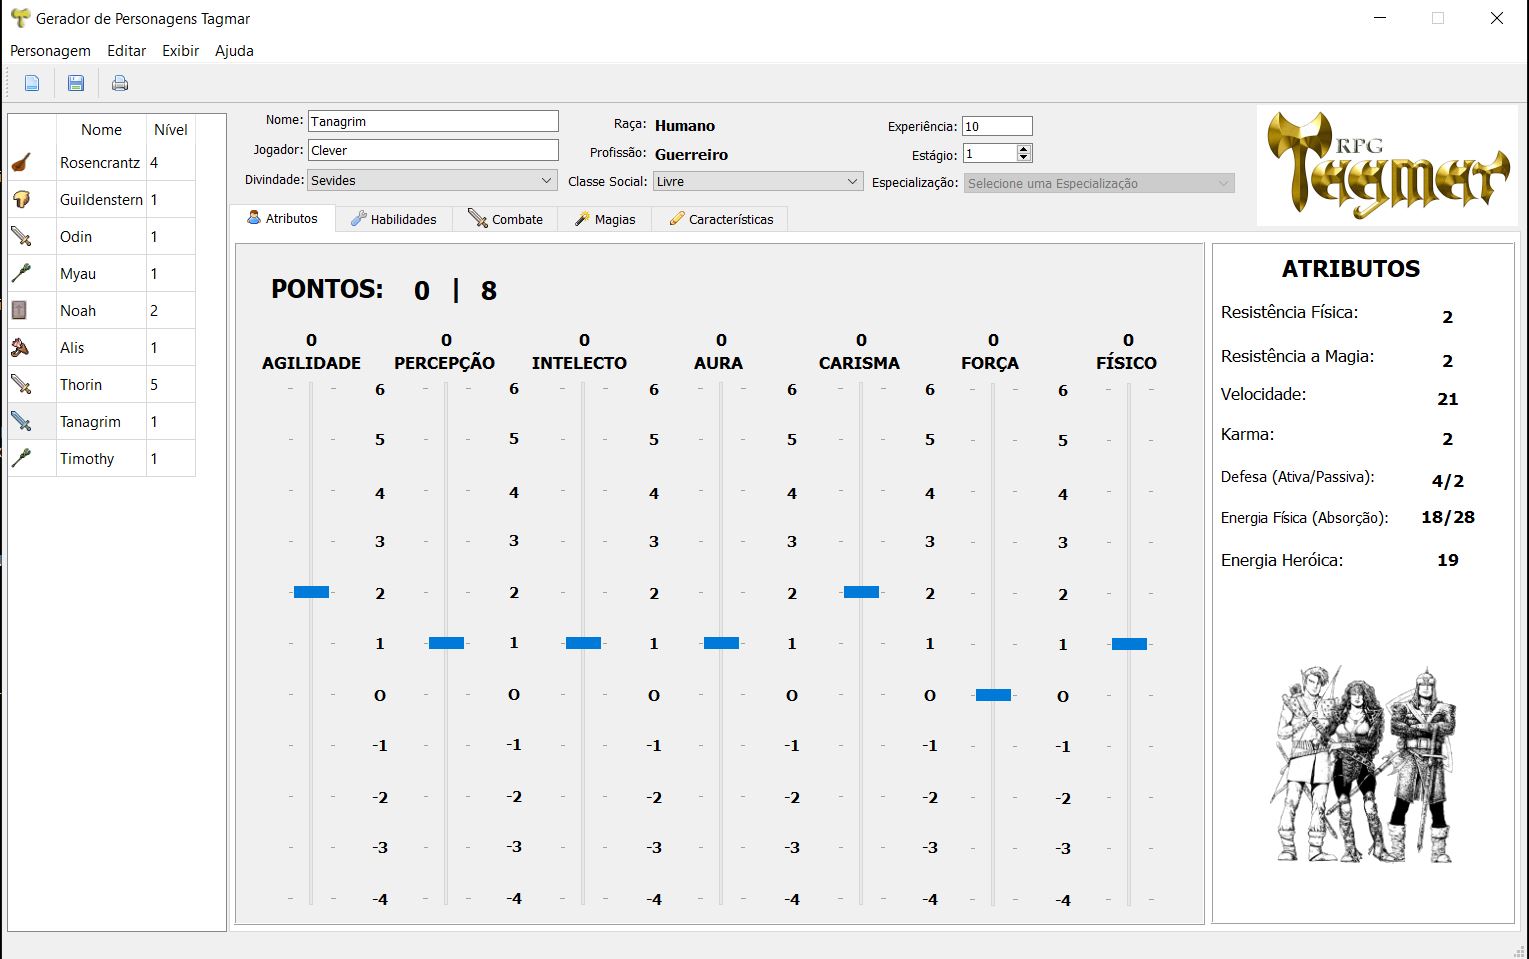 Gerador de Personagens Tagmar
Personagem Editar Exibir Ajuda
Nome Nível
Rosencrantz 4
Guildenstern 1
Odin 1
Myau 1
Noah 2
Alis 1
Thorin 5
Tanagrim 1
Timothy 1
Nome: Tanagrim Raça: Humano Experiência: 10
Jogador: Clever Profissão: Guerreiro Estágio: 1
Divindade: Sevides Classe Social: Livre Especialização: Selecione uma Especialização
RPG
Tagmar
Atributos Habilidades Combate Magias Características
PONTOS: 0 | 8
0 0 0 0 0 0 0
AGILIDADE PERCEPÇÃO INTELECTO AURA CARISMA FORÇA FÍSICO
6 6 6 6 6 6
5 5 5 5 5 5
4 4 4 4 4 4
3 3 3 3 3 3
2 2 2 2 2 2
1 1 1 1 1 1
0 0 0 0 0 0
-1 -1 -1 -1 -1 -1
-2 -2 -2 -2 -2 -2
-3 -3 -3 -3 -3 -3
-4 -4 -4 -4 -4 -4
ATRIBUTOS
Resistência Física: 2
Resistência a Magia: 2
Velocidade: 21
Karma: 2
Defesa (Ativa/Passiva): 4/2
Energia Física (Absorção): 18/28
Energia Heróica: 19